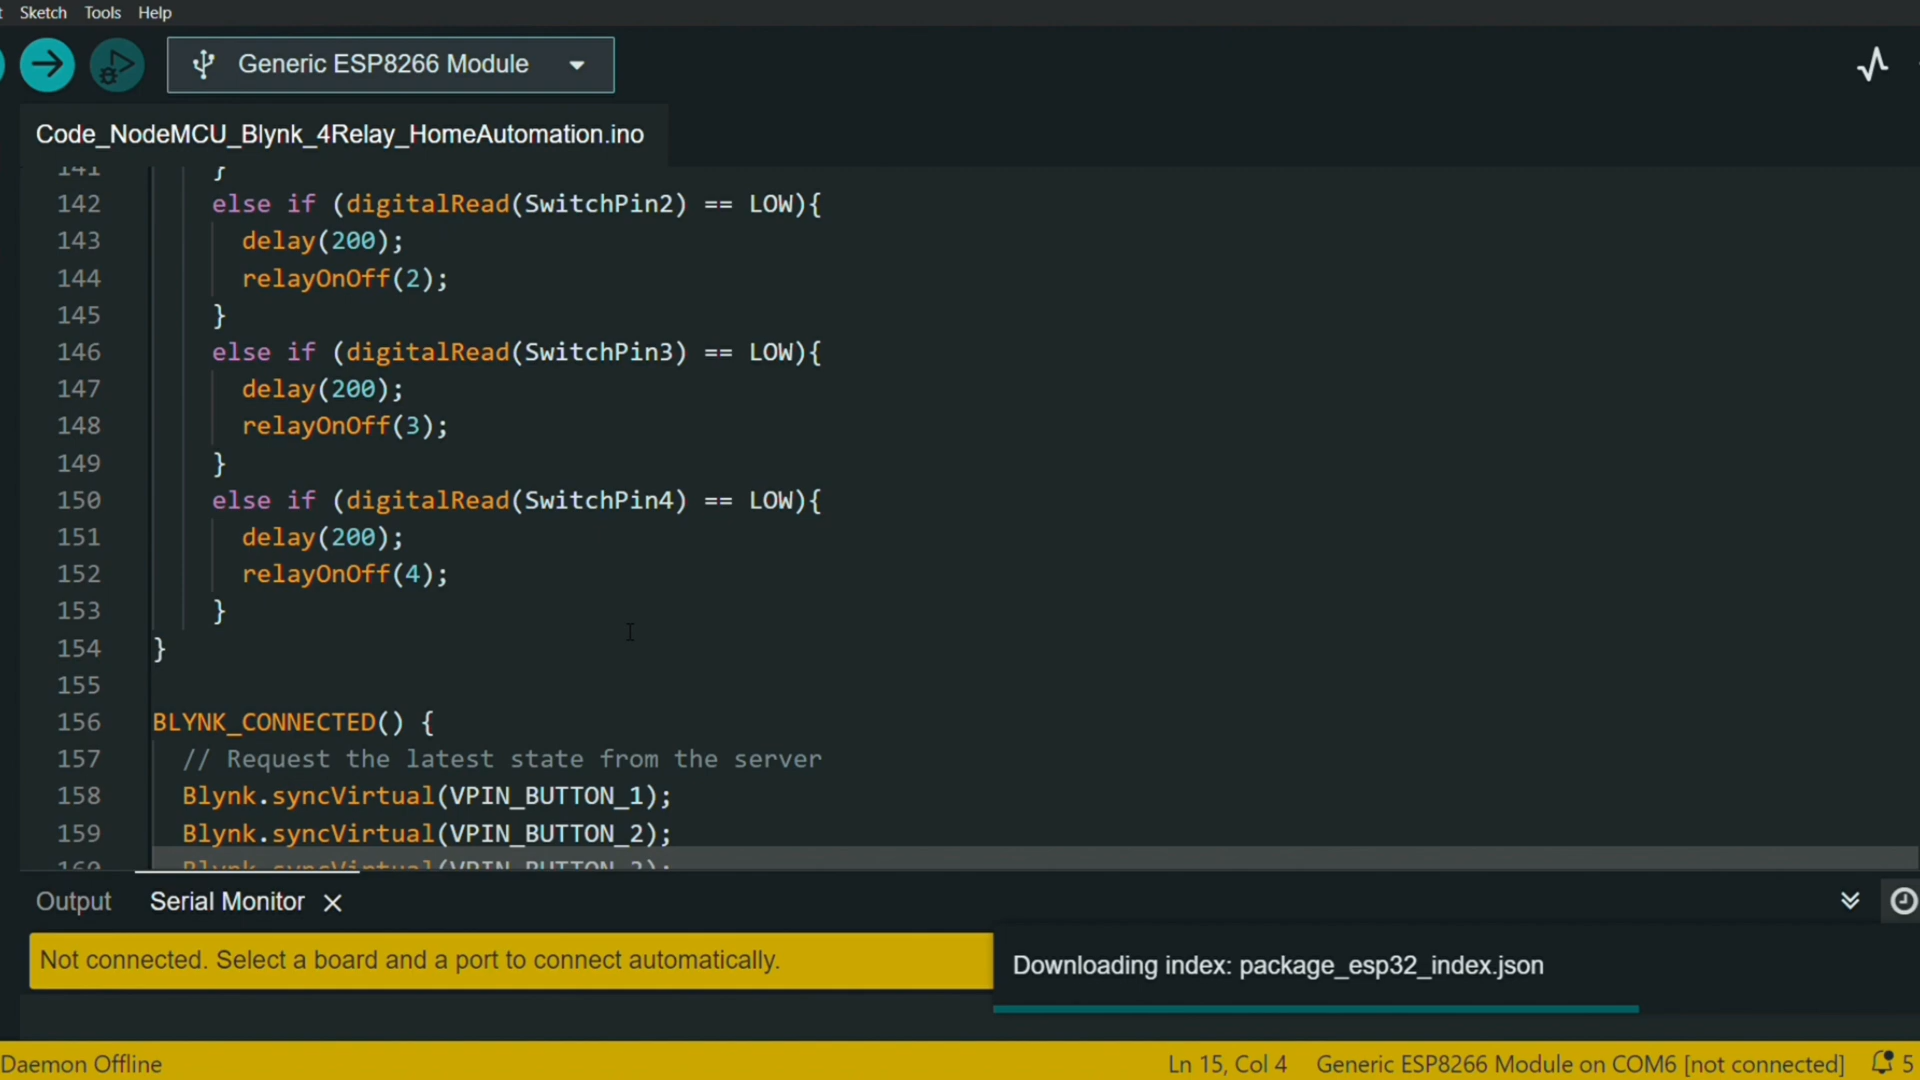 Sketch Tools Help
Generic ESP8266 Module
Code_NodeMCU_Blynk_4Relay_HomeAutomation.ino
141 }
142 else if (digitalRead(SwitchPin2) == LOW){
143 delay(200);
144 relayOnOff(2);
145 }
146 else if (digitalRead(SwitchPin3) == LOW){
147 delay(200);
148 relayOnOff(3);
149 }
150 else if (digitalRead(SwitchPin4) == LOW){
151 delay(200);
152 relayOnOff(4);
153 }
154 }
155
156 BLYNK_CONNECTED() {
157 // Request the latest state from the server
158 Blynk.syncVirtual(VPIN_BUTTON_1);
159 Blynk.syncVirtual(VPIN_BUTTON_2);
160 Blynk.syncVirtual(VPIN_BUTTON_3);
Output Serial Monitor
Not connected. Select a board and a port to connect automatically.
Downloading index: package_esp32_index.json
Daemon Offline Ln 15, Col 4 Generic ESP8266 Module on COM6 [not connected] 5